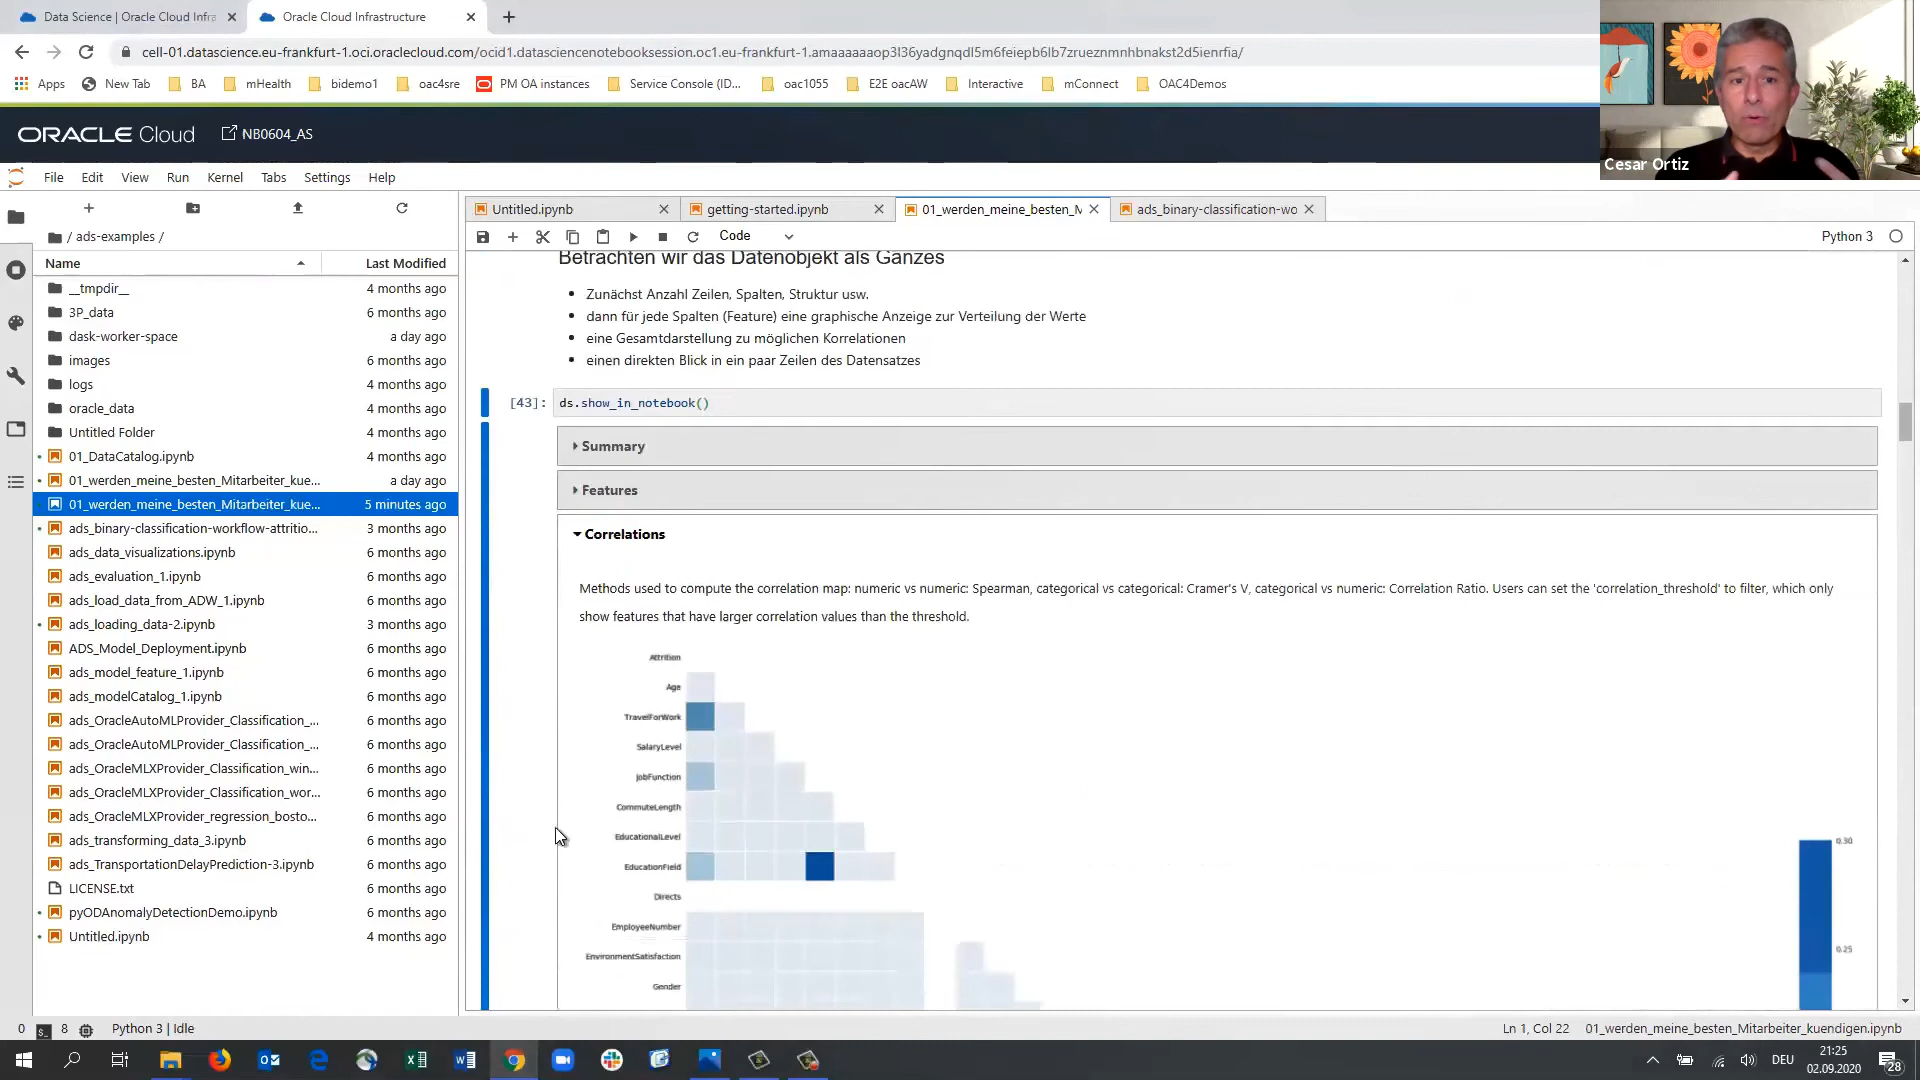 Data Science | Oracle Cloud Infra
Oracle Cloud Infrastructure
cell-01.datascience.eu-frankfurt-1.oci.oraclecloud.com/ocid1.datasciencenotebooksession.oc1.eu-frankfurt-1.amaaaaaaop3l36yadgnqdl5m6feiepb6lb7zrueznmnhbnakst2d5ienrfia/
Apps
New Tab
BA
mHealth
bidemo1
oac4sre
PM OA instances
Service Console (ID...
oac1055
E2E oacAW
Interactive
mConnect
OAC4Demos
ORACLE Cloud
NB0604_AS
Cesar Ortiz
File Edit View Run Kernel Tabs Settings Help
Untitled.ipynb
getting-started.ipynb
01_werden_meine_besten_M
ads_binary-classification-wo
Code
Python 3
/ ads-examples /
Name Last Modified
__tmpdir__ 4 months ago
3P_data 6 months ago
dask-worker-space a day ago
images 6 months ago
logs 4 months ago
oracle_data 4 months ago
Untitled Folder 4 months ago
01_DataCatalog.ipynb 4 months ago
01_werden_meine_besten_Mitarbeiter_kue... a day ago
01_werden_meine_besten_Mitarbeiter_kue... 5 minutes ago
ads_binary-classification-workflow-attritio... 3 months ago
ads_data_visualizations.ipynb 6 months ago
ads_evaluation_1.ipynb 6 months ago
ads_load_data_from_ADW_1.ipynb 6 months ago
ads_loading_data-2.ipynb 3 months ago
ADS_Model_Deployment.ipynb 6 months ago
ads_model_feature_1.ipynb 6 months ago
ads_modelCatalog_1.ipynb 6 months ago
ads_OracleAutoMLProvider_Classification_... 6 months ago
ads_OracleAutoMLProvider_Classification_... 6 months ago
ads_OracleMLXProvider_Classification_win... 6 months ago
ads_OracleMLXProvider_Classification_wor... 6 months ago
ads_OracleMLXProvider_regression_bosto... 6 months ago
ads_transforming_data_3.ipynb 6 months ago
ads_TransportationDelayPrediction-3.ipynb 6 months ago
LICENSE.txt 6 months ago
pyODAnomalyDetectionDemo.ipynb 6 months ago
Untitled.ipynb 4 months ago
Betrachten wir das Datenobjekt als Ganzes
Zunächst Anzahl Zeilen, Spalten, Struktur usw.
dann für jede Spalten (Feature) eine graphische Anzeige zur Verteilung der Werte
eine Gesamtdarstellung zu möglichen Korrelationen
einen direkten Blick in ein paar Zeilen des Datensatzes
[43]: ds.show_in_notebook()
Summary
Features
Correlations
Methods used to compute the correlation map: numeric vs numeric: Spearman, categorical vs categorical: Cramer's V, categorical vs numeric: Correlation Ratio. Users can set the 'correlation_threshold' to filter, which only
show features that have larger correlation values than the threshold.
Attrition
Age
TravelForWork
SalaryLevel
JobFunction
CommuteLength
EducationalLevel
EducationField
Directs
EmployeeNumber
EnvironmentSatisfaction
Gender
0.30
0.25
0 8 Python 3 | Idle
Ln 1, Col 22 01_werden_meine_besten_Mitarbeiter_kuendigen.ipynb
DEU
21:25
02.09.2020
28